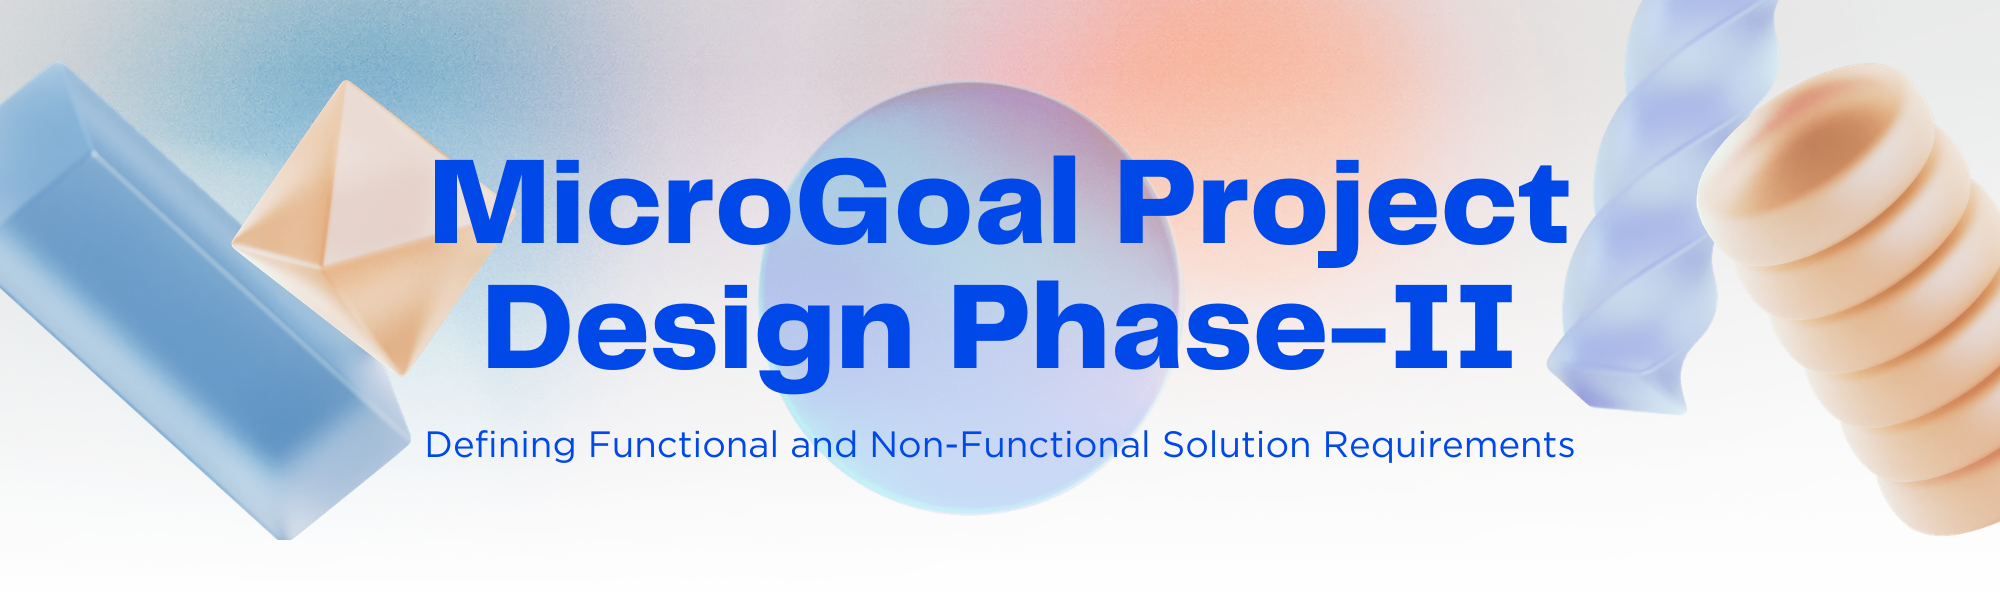 MicroGoal Project
Design Phase-II
Defining Functional and Non-Functional Solution Requirements